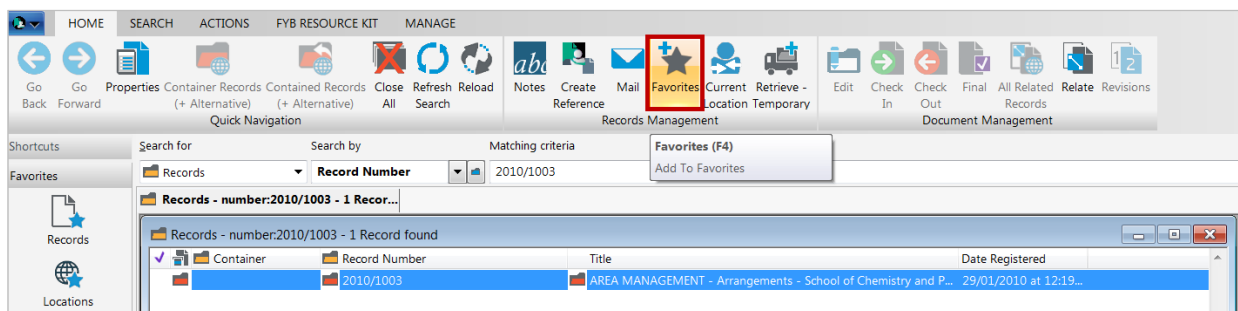 HOME SEARCH ACTIONS FYB RESOURCE KIT MANAGE
Go Back
Go Forward
Properties
Container Records (+ Alternative)
Contained Records (+ Alternative)
Close All
Refresh Search
Reload
Quick Navigation
abc
Notes
Create Reference
Mail
Favorites
Current Location
Retrieve - Temporary
Records Management
Edit
Check In
Check Out
Final
All Related Records
Relate
1 2
Revisions
Document Management
Favorites (F4)
Add To Favorites
Shortcuts
Favorites
Records
Locations
Search for Search by Matching criteria
Records Record Number 2010/1003
Records - number:2010/1003 - 1 Recor...
Records - number:2010/1003 - 1 Record found
Container Record Number Title Date Registered
2010/1003 AREA MANAGEMENT - Arrangements - School of Chemistry and P... 29/01/2010 at 12:19...